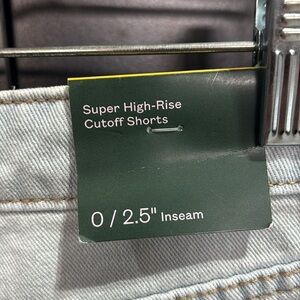 Super High-Rise
Cutoff Shorts
0 / 2.5" Inseam